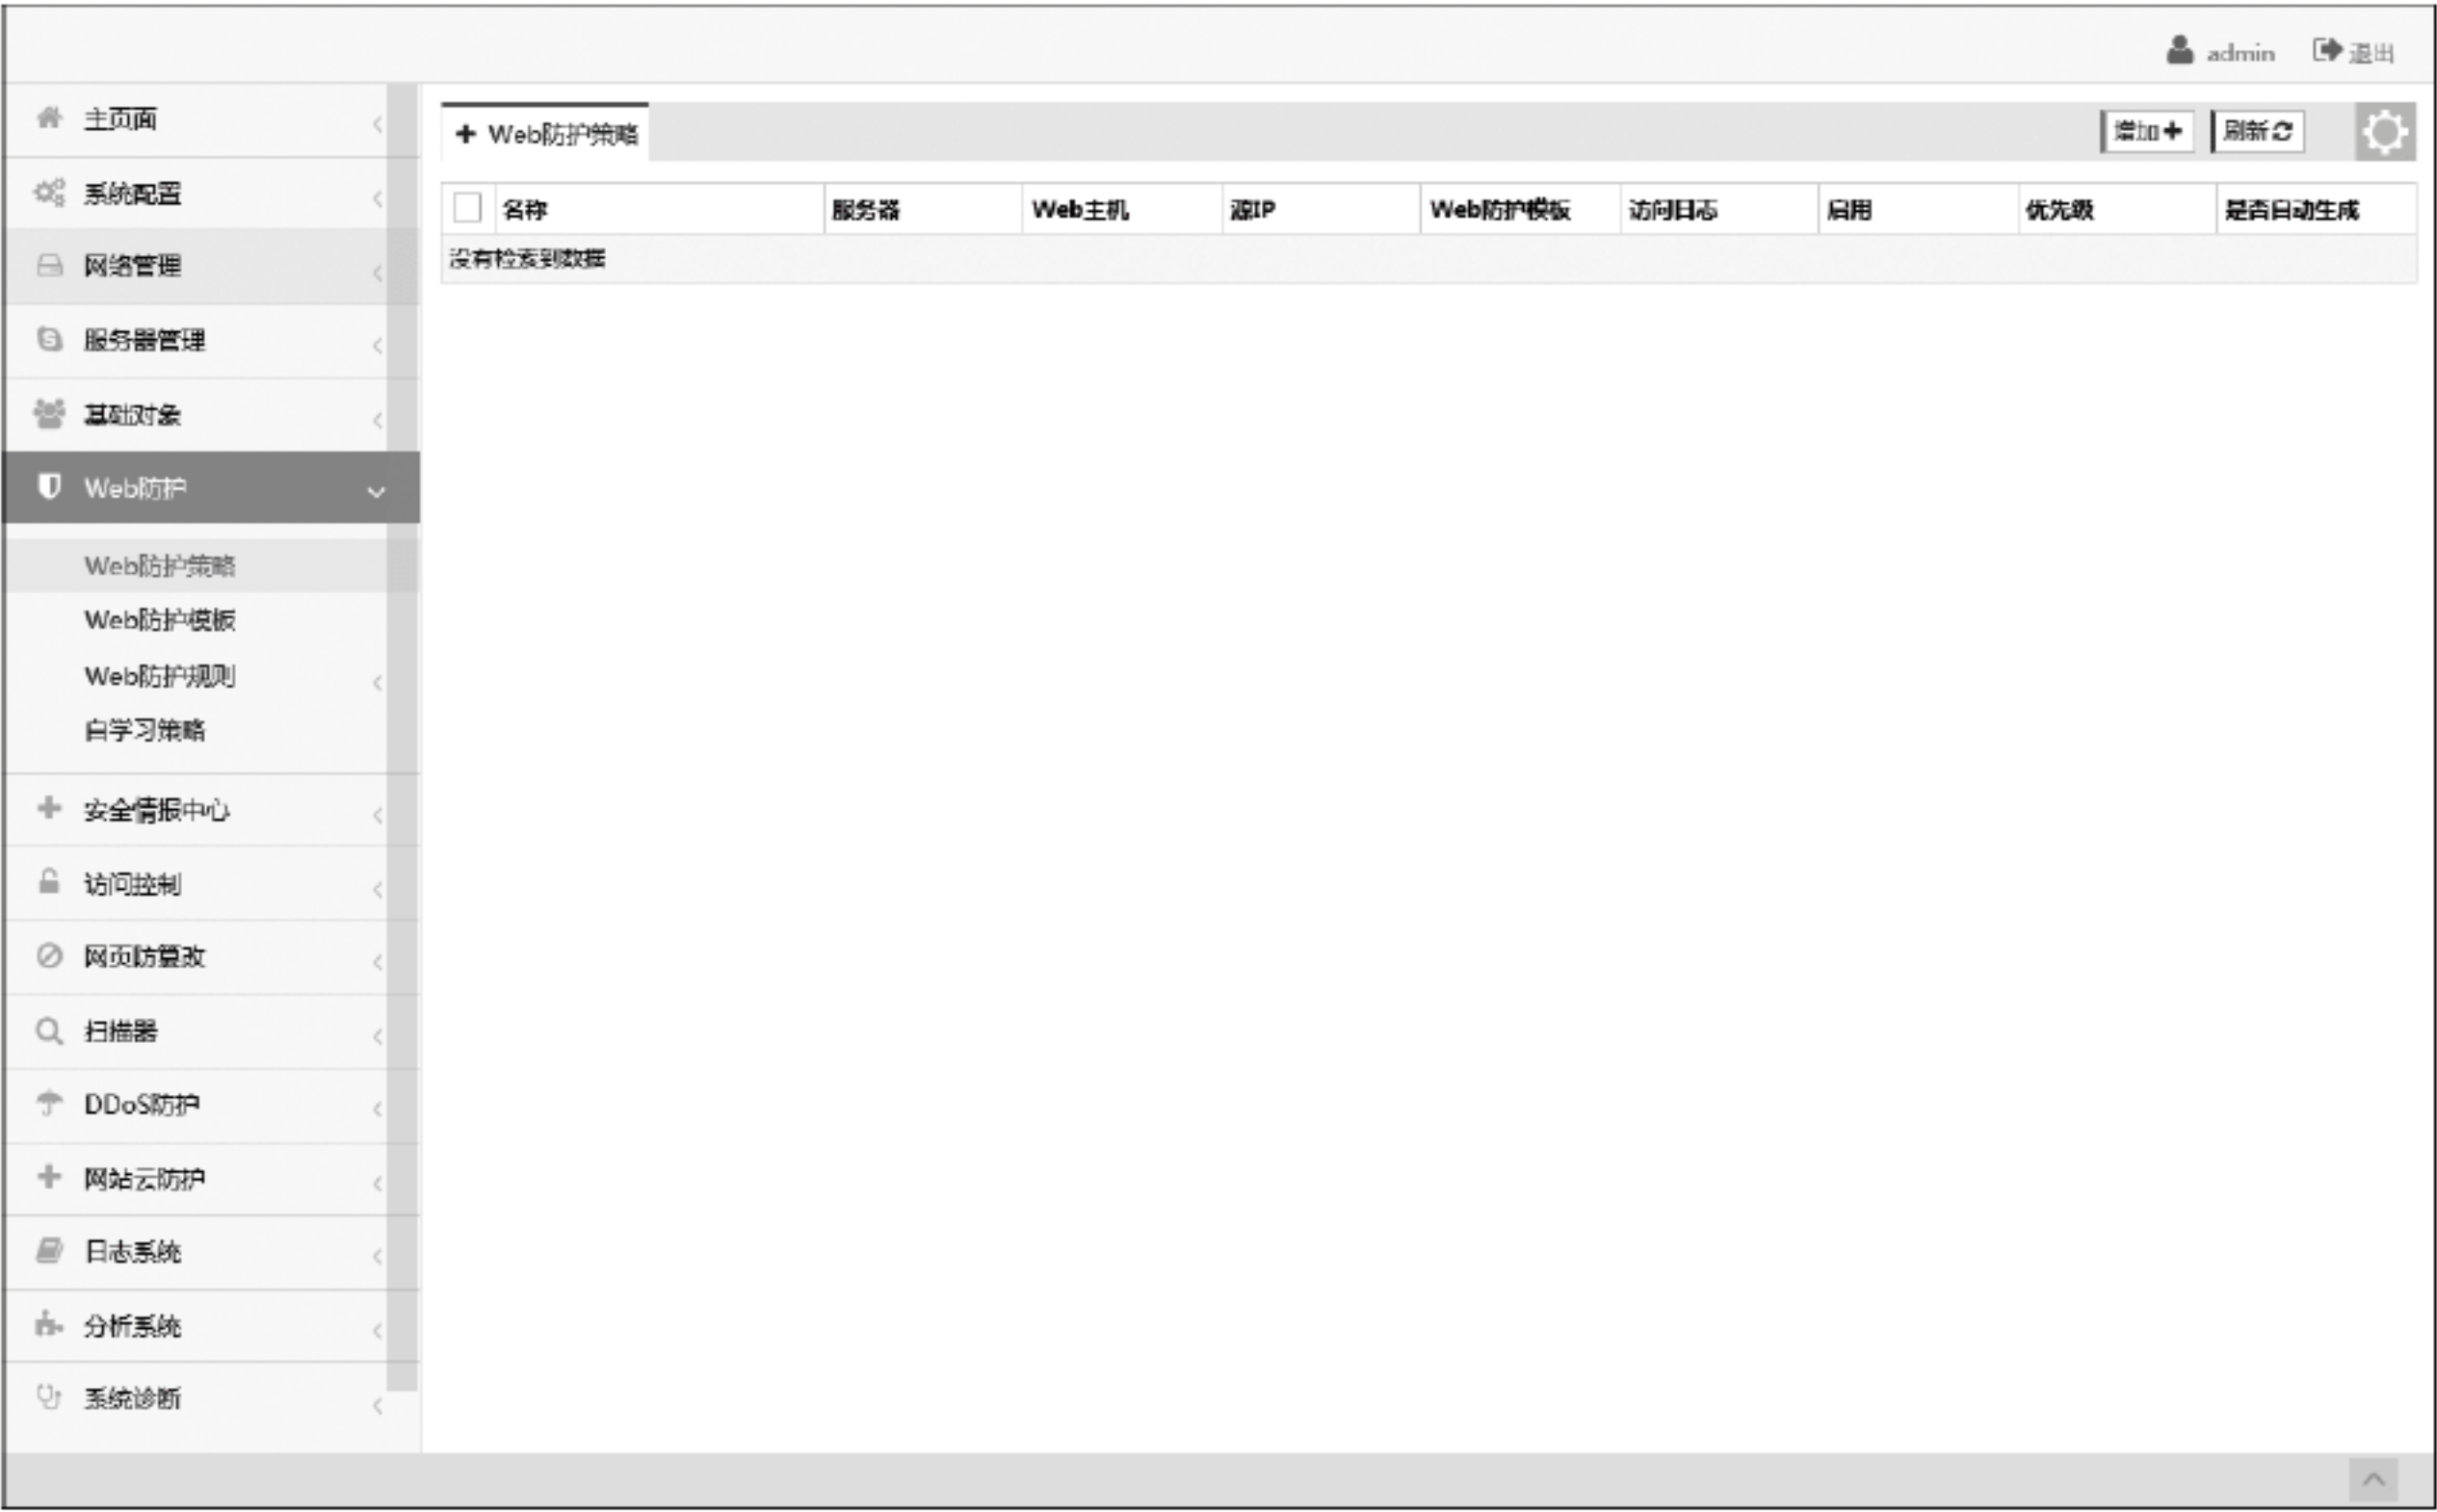 admin 退出
主页面
系统配置
网络管理
服务器管理
基础对象
Web防护
Web防护策略
Web防护模板
Web防护规则
自学习策略
安全情报中心
访问控制
网页防篡改
扫描器
DDoS防护
网站云防护
日志系统
分析系统
系统诊断
Web防护策略 增加 刷新
名称 服务器 Web主机 源IP Web防护模板 访问日志 启用 优先级 是否自动生成
没有检索到数据